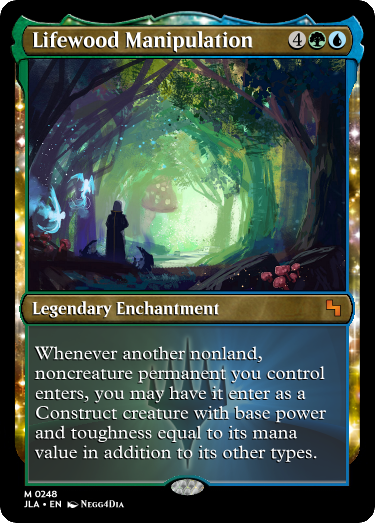 Lifewood Manipulation 4
Legendary Enchantment
Whenever another nonland,
noncreature permanent you control
enters, you may have it enter as a
Construct creature with base power
and toughness equal to its mana
value in addition to its other types.
M 0248
JLA • EN Negg4Dia